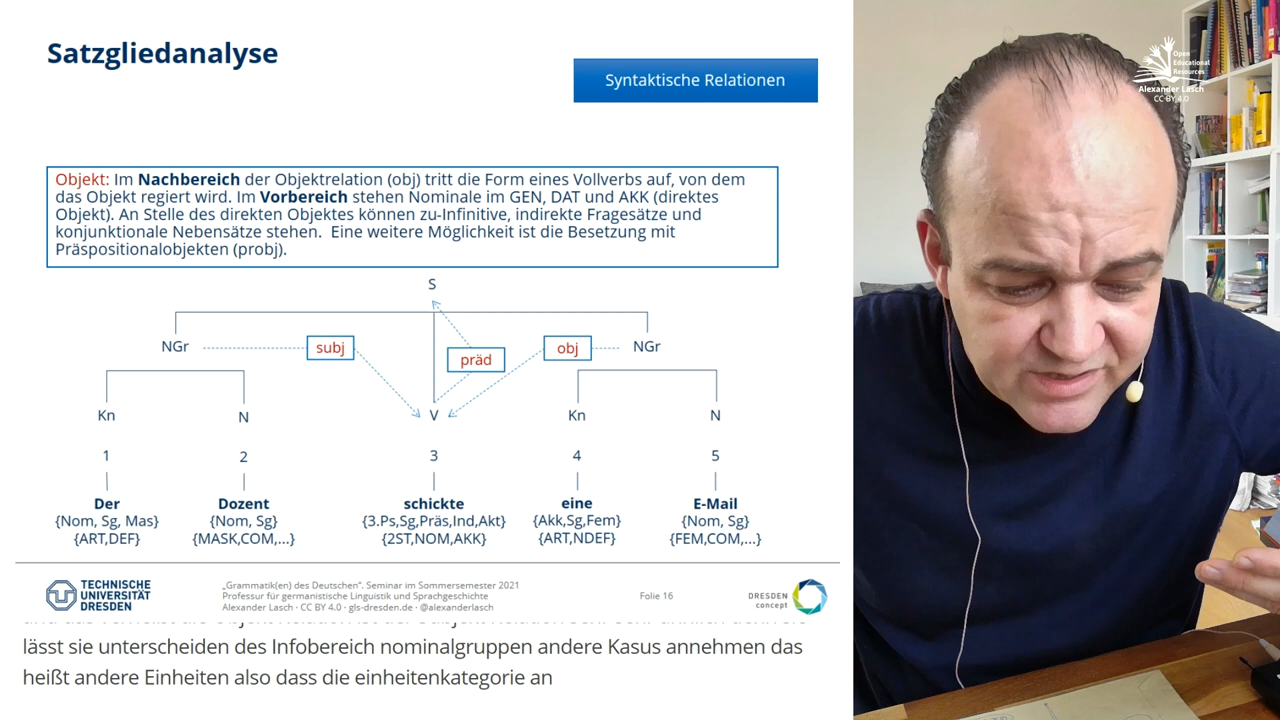 Satzgliedanalyse
Syntaktische Relationen
Objekt: Im Nachbereich der Objektrelation (obj) tritt die Form eines Vollverbs auf, von dem
das Objekt regiert wird. Im Vorbereich stehen Nominale im GEN, DAT und AKK (direktes
Objekt). An Stelle des direkten Objektes können zu-Infinitive, indirekte Fragesätze und
konjunktionale Nebensätze stehen. Eine weitere Möglichkeit ist die Besetzung mit
Präspositionalobjekten (probj).
S
NGr subj präd obj NGr
Kn N V Kn N
1 2 3 4 5
Der Dozent schickte eine E-Mail
{Nom, Sg, Mas} {Nom, Sg} {3.Ps,Sg,Präs,Ind,Akt} {Akk,Sg,Fem} {Nom, Sg}
{ART,DEF} {MASK,COM,...} {2ST,NOM,AKK} {ART,NDEF} {FEM,COM,...}
TECHNISCHE
UNIVERSITÄT
DRESDEN
„Grammatik(en) des Deutschen“. Seminar im Sommersemester 2021
Professur für germanistische Linguistik und Sprachgeschichte
Alexander Lasch · CC BY 4.0 · gls-dresden.de · @alexanderlasch
Folie 16
DRESDEN
concept
lässt sie unterscheiden des Infobereich nominalgruppen andere Kasus annehmen das
heißt andere Einheiten also dass die einheitenkategorie an
Open
Educational
Resources
Alexander Lasch
CC BY 4.0